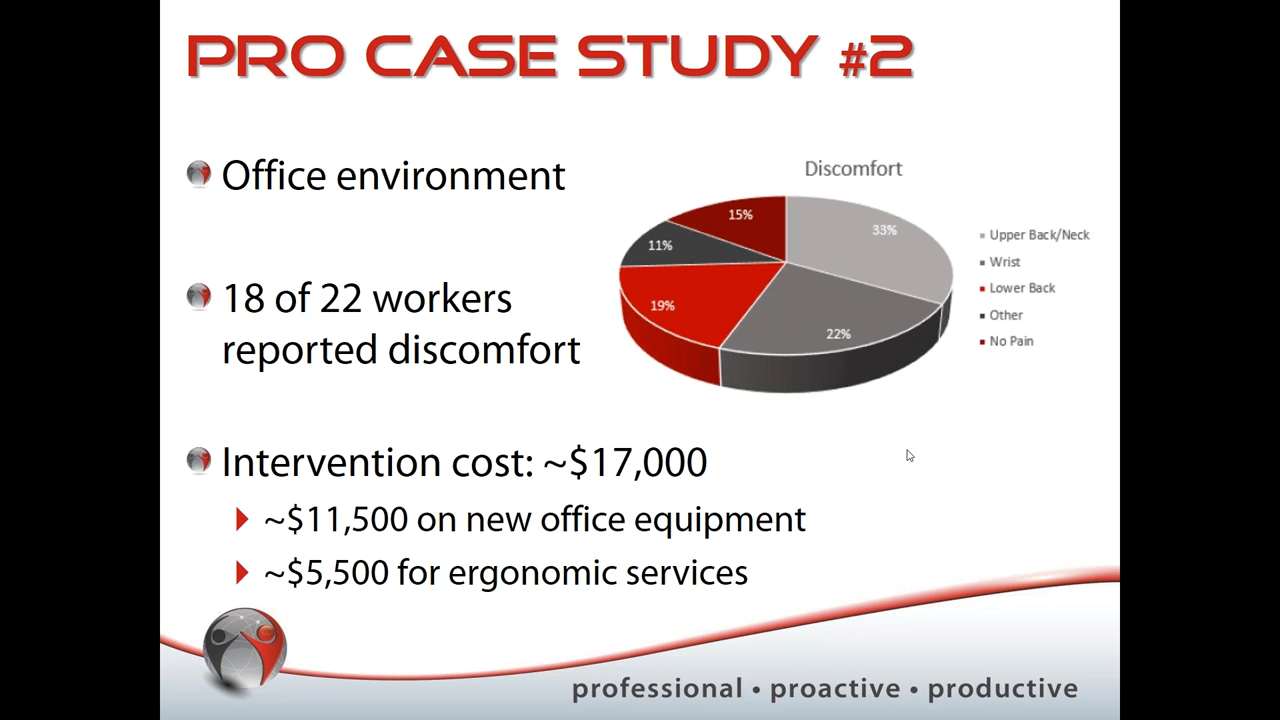 PRO CASE STUDY #2
Office environment
18 of 22 workers
reported discomfort
Discomfort
15%
33%
11%
19%
22%
Upper Back/Neck
Wrist
Lower Back
Other
No Pain
Intervention cost: ~$17,000
~$11,500 on new office equipment
~$5,500 for ergonomic services
professional • proactive • productive